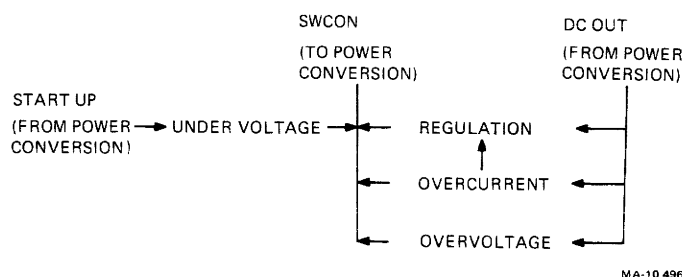 SWCON
(TO POWER
CONVERSION)
DC OUT
(FROM POWER
CONVERSION)
START UP
(FROM POWER
CONVERSION)
UNDER VOLTAGE
REGULATION
OVERCURRENT
OVERVOLTAGE
MA-10,496